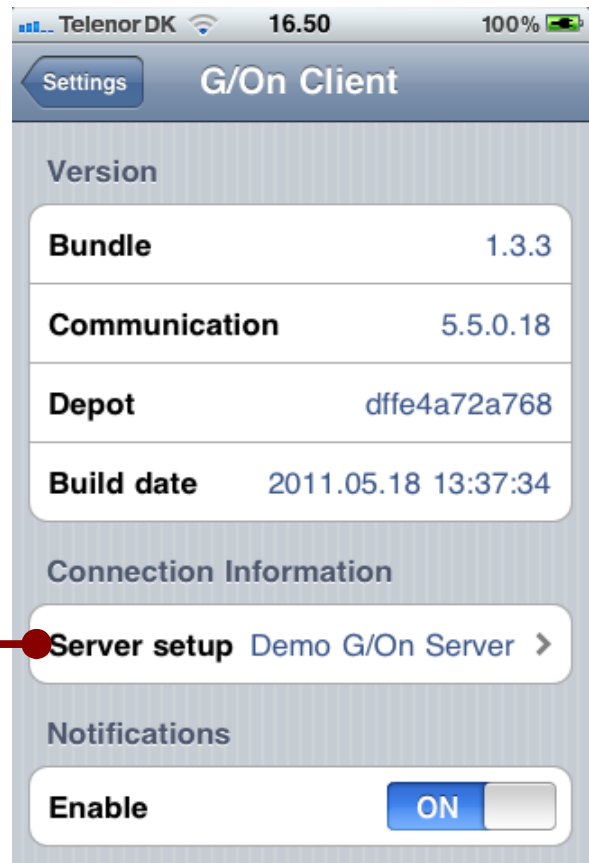 Telenor DK 16.50 100%
Settings G/On Client
Version
Bundle 1.3.3
Communication 5.5.0.18
Depot dffe4a72a768
Build date 2011.05.18 13:37:34
Connection Information
Server setup Demo G/On Server
Notifications
Enable ON